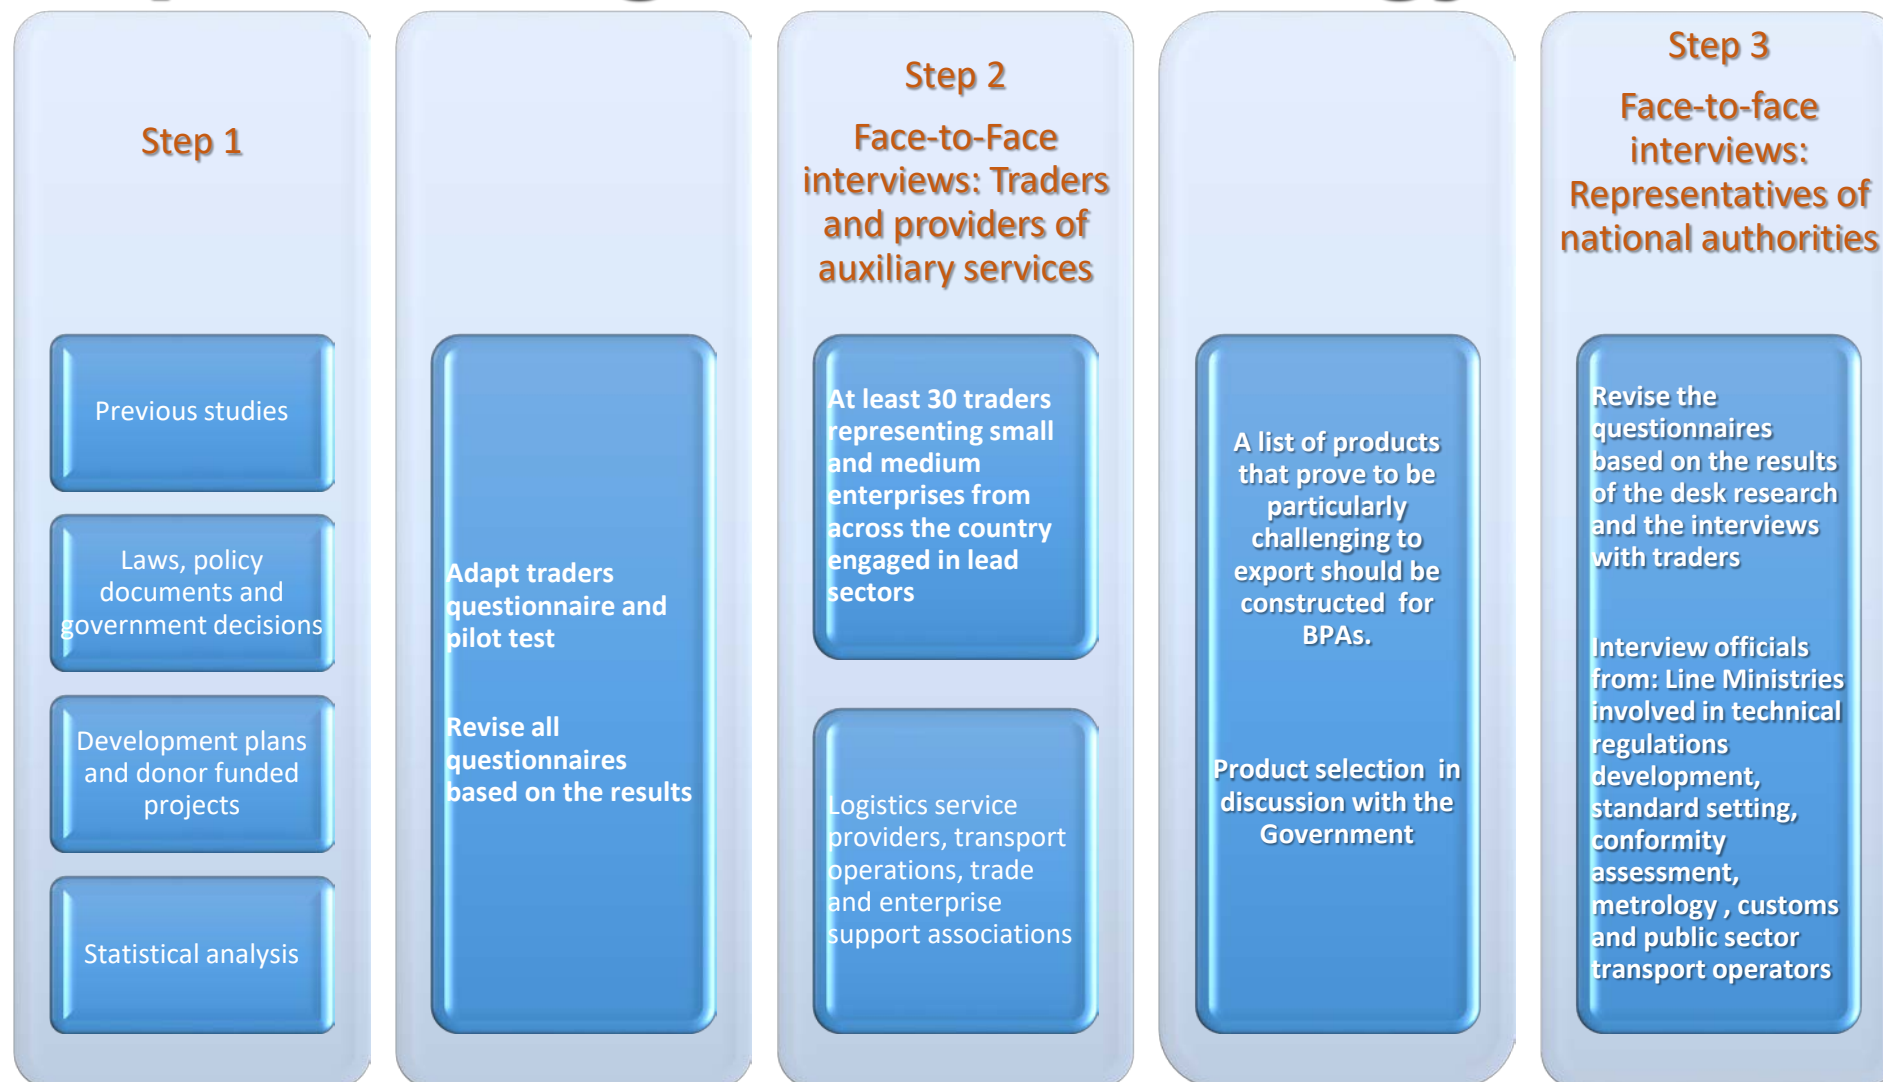 Step 1
Previous studies
Laws, policy
documents and
government decisions
Development plans
and donor funded
projects
Statistical analysis
Adapt traders
questionnaire and
pilot test
Revise all
questionnaires
based on the results
Step 2
Face-to-Face
interviews: Traders
and providers of
auxiliary services
At least 30 traders
representing small
and medium
enterprises from
across the country
engaged in lead
sectors
Logistics service
providers, transport
operations, trade
and enterprise
support associations
A list of products
that prove to be
particularly
challenging to
export should be
constructed for
BPAs.
Product selection in
discussion with the
Government
Step 3
Face-to-face
interviews:
Representatives of
national authorities
Revise the
questionnaires
based on the results
of the desk research
and the interviews
with traders
Interview officials
from: Line Ministries
involved in technical
regulations
development,
standard setting,
conformity
assessment,
metrology , customs
and public sector
transport operators